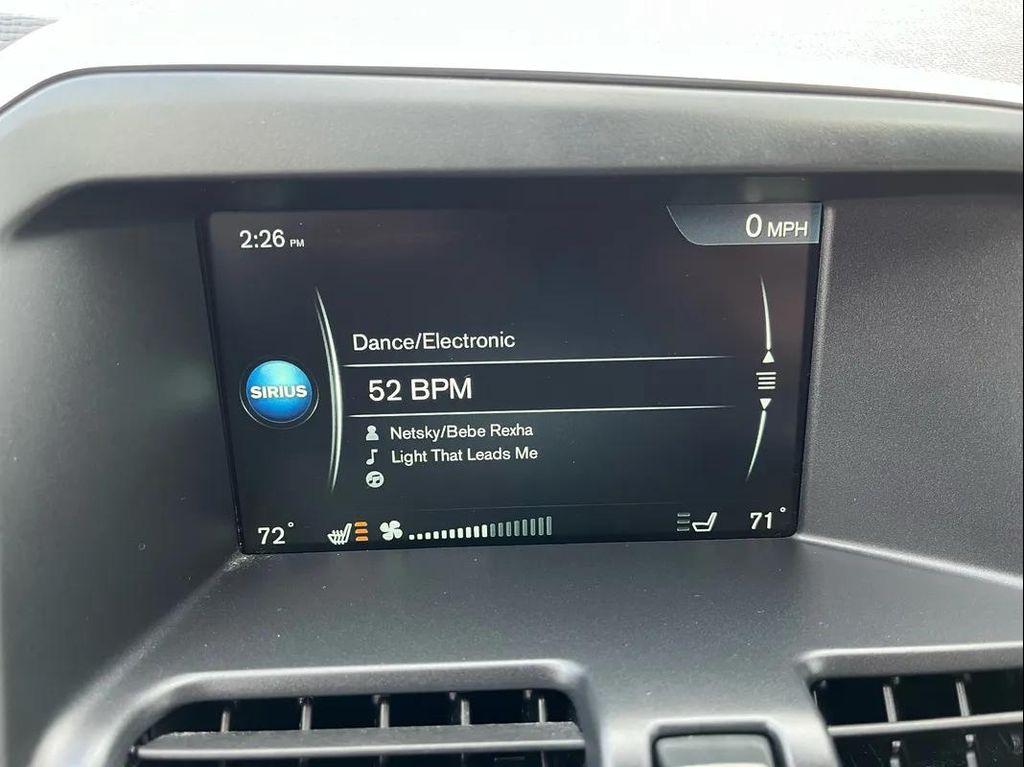 2:26 PM
0 MPH
Dance/Electronic
SIRIUS
52 BPM
Netsky/Bebe Rexha
Light That Leads Me
72°
71°